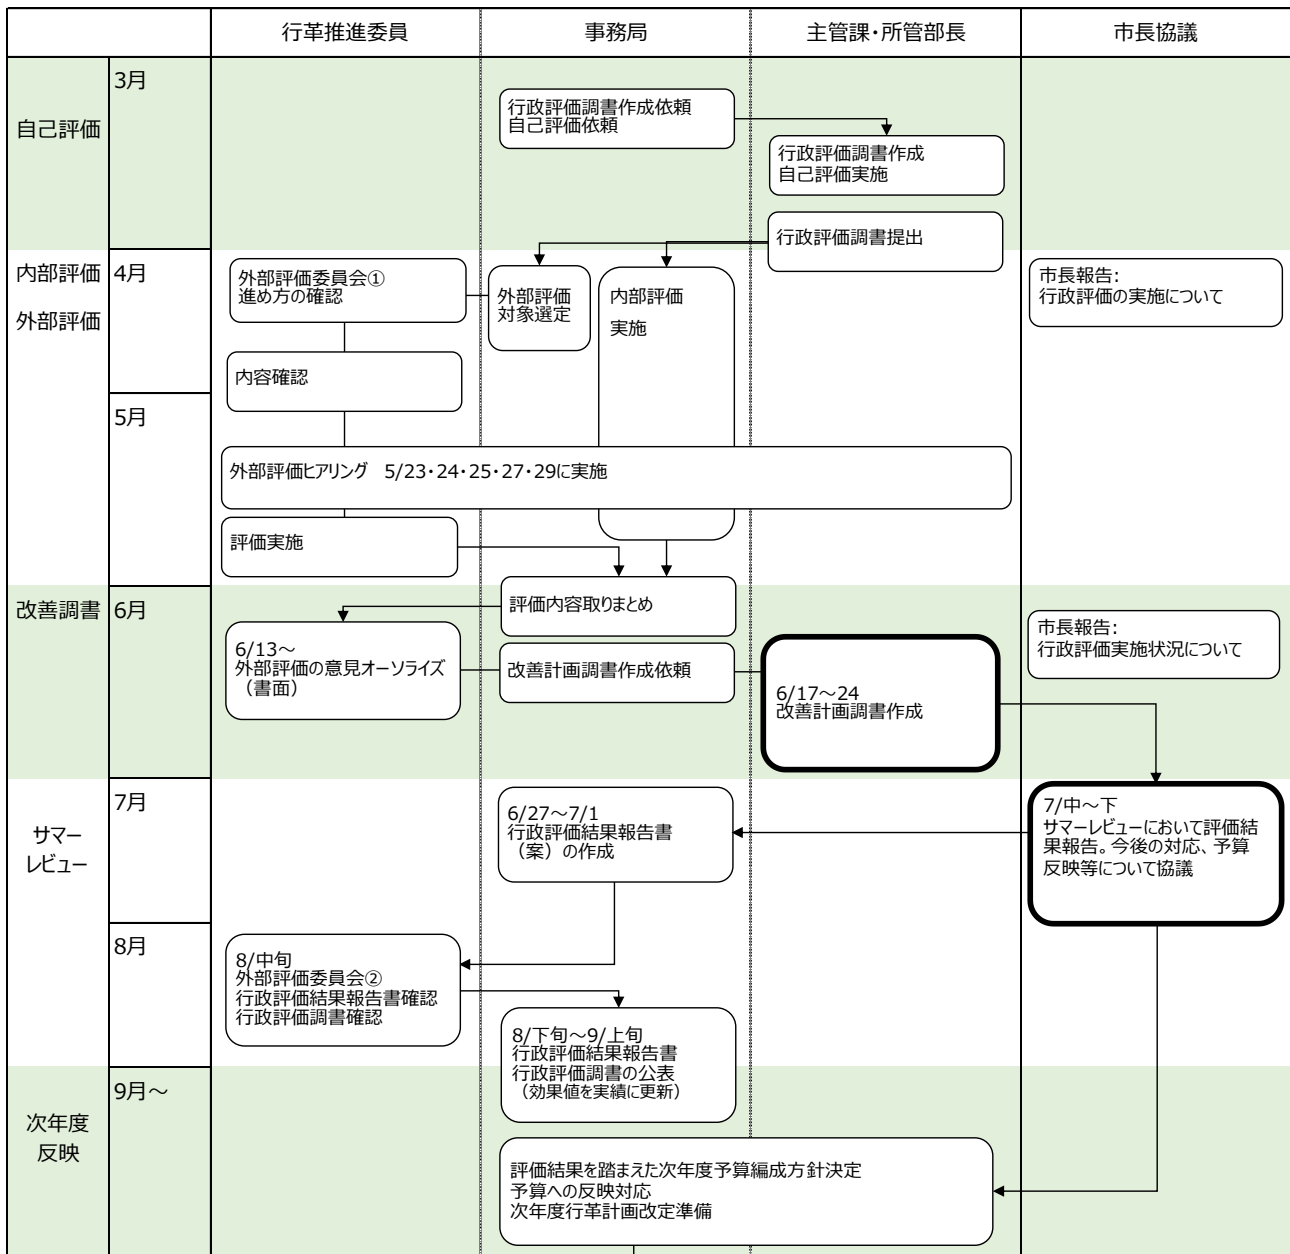 行革推進委員
事務局
主管課・所管部長
市長協議
自己評価
3月
行政評価調書作成依頼
自己評価依頼
行政評価調書作成
自己評価実施
行政評価調書提出
内部評価
外部評価
4月
外部評価委員会①
進め方の確認
外部評価
対象選定
内部評価
実施
市長報告:
行政評価の実施について
内容確認
5月
外部評価ヒアリング 5/23・24・25・27・29に実施
評価実施
改善調書
6月
評価内容取りまとめ
6/13～
外部評価の意見オーソライズ
（書面）
改善計画調書作成依頼
6/17～24
改善計画調書作成
市長報告:
行政評価実施状況について
サマー
レビュー
7月
6/27～7/1
行政評価結果報告書
（案）の作成
7/中～下
サマーレビューにおいて評価結
果報告。今後の対応、予算
反映等について協議
8月
8/中旬
外部評価委員会②
行政評価結果報告書確認
行政評価調書確認
8/下旬～9/上旬
行政評価結果報告書
行政評価調書の公表
（効果値を実績に更新）
次年度
反映
9月～
評価結果を踏まえた次年度予算編成方針決定
予算への反映対応
次年度行革計画改定準備